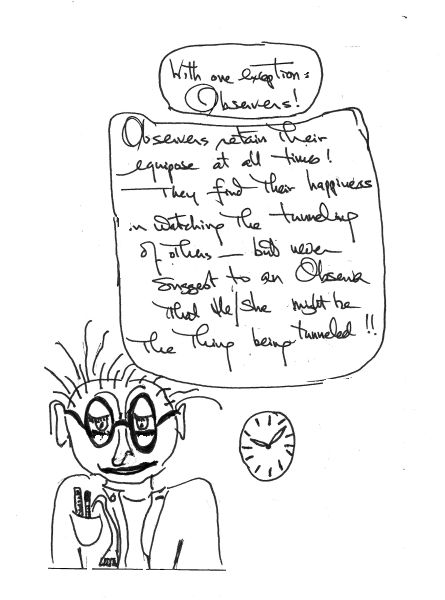 With one exception:
Observers!
Observers retain their
equipose at all times!
— They find their happiness
in watching the tunneling
of others — but never
suggest to an Observer
that He/she might be
the thing being tunneled!!